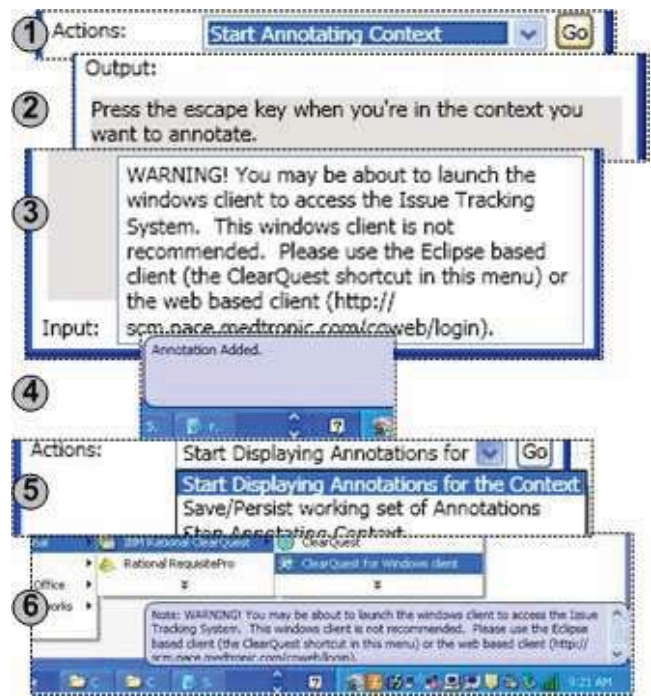 1
Actions:
Start Annotating Context
Go
Output:
2
Press the escape key when you're in the context you
want to annotate.
3
WARNING! You may be about to launch the
windows client to access the Issue Tracking
System. This windows client is not
recommended. Please use the Eclipse based
client (the ClearQuest shortcut in this menu) or
the web based client (http://
Input:
scm.pace.medtronic.com/cqweb/login).
4
Annotation Added.
5
Actions:
Start Displaying Annotations for
Go
Start Displaying Annotations for the Context
Save/Persist working set of Annotations
Stop Annotating Context
6
IBM Rational ClearQuest
ClearQuest
Rational RequisitePro
ClearQuest for Windows client
Office
Note: WARNING! You may be about to launch the windows client to access the Issue
Tracking System. This windows client is not recommended. Please use the Eclipse
based client (the ClearQuest shortcut in this menu) or the web based client (http://
scm.pace.medtronic.com/cqweb/login).
9:21 AM